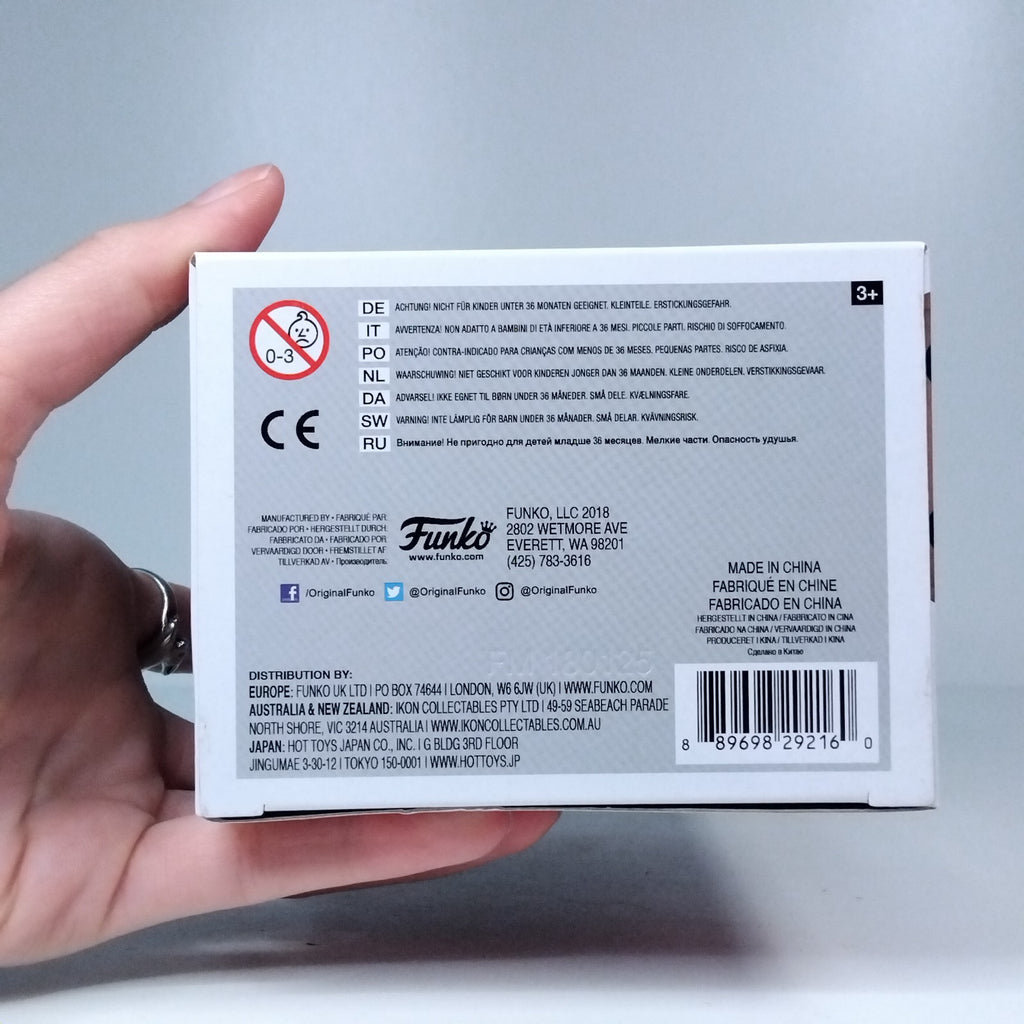 3+
0-3
DE ACHTUNG! NICHT FÜR KINDER UNTER 36 MONATEN GEEIGNET. KLEINTEILE. ERSTICKUNGSGEFAHR.
IT AVVERTENZA! NON ADATTO A BAMBINI DI ETÀ INFERIORE A 36 MESI. PICCOLE PARTI. RISCHIO DI SOFFOCAMENTO.
PO ATENÇÃO! CONTRA-INDICADO PARA CRIANÇAS COM MENOS DE 36 MESES. PEQUENAS PARTES. RISCO DE ASFIXIA.
NL WAARSCHUWING! NIET GESCHIKT VOOR KINDEREN JONGER DAN 36 MAANDEN. KLEINE ONDERDELEN. VERSTIKKINGSGEVAAR.
DA ADVARSEL! IKKE EGNET TIL BØRN UNDER 36 MÅNEDER. SMÅ DELE. KVÆLNINGSFARE.
SW VARNING! INTE LÄMPLIG FÖR BARN UNDER 36 MÅNADER. SMÅ DELAR. KVÄVNINGSRISK.
RU Внимание! Не пригодно для детей младше 36 месяцев. Мелкие части. Опасность удушья.
CE
MANUFACTURED BY • FABRIQUÉ PAR:
FABRICADO POR • HERGESTELLT DURCH:
FABBRICATO DA • FABRICADO POR:
VERVAARDIGD DOOR • FREMSTILLET AF:
TILLVERKAD AV • Производитель:
Funko
www.funko.com
FUNKO, LLC 2018
2802 WETMORE AVE
EVERETT, WA 98201
(425) 783-3616
/OriginalFunko @OriginalFunko @OriginalFunko
MADE IN CHINA
FABRIQUÉ EN CHINE
FABRICADO EN CHINA
HERGESTELLT IN CHINA / FABBRICATO IN CINA
FABRICADO NA CHINA / VERVAARDIGD IN CHINA
PRODUCERET I KINA / TILLVERKAD I KINA
Сделано в Китае
DISTRIBUTION BY:
EUROPE: FUNKO UK LTD | PO BOX 74644 | LONDON, W6 6JW (UK) | WWW.FUNKO.COM
AUSTRALIA & NEW ZEALAND: IKON COLLECTABLES PTY LTD | 49-59 SEABEACH PARADE
NORTH SHORE, VIC 3214 AUSTRALIA | WWW.IKONCOLLECTABLES.COM.AU
JAPAN: HOT TOYS JAPAN CO., INC. | G BLDG 3RD FLOOR
JINGUMAE 3-30-12 | TOKYO 150-0001 | WWW.HOTTOYS.JP
8 89698 29216 0